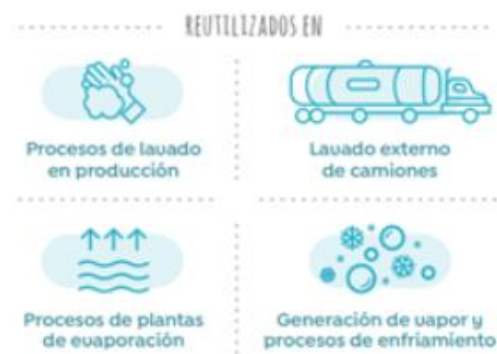 REUTILIZADOS EN
Procesos de lavado
en producción
Lavado externo
de camiones
Procesos de plantas
de evaporación
Generación de vapor y
procesos de enfriamiento